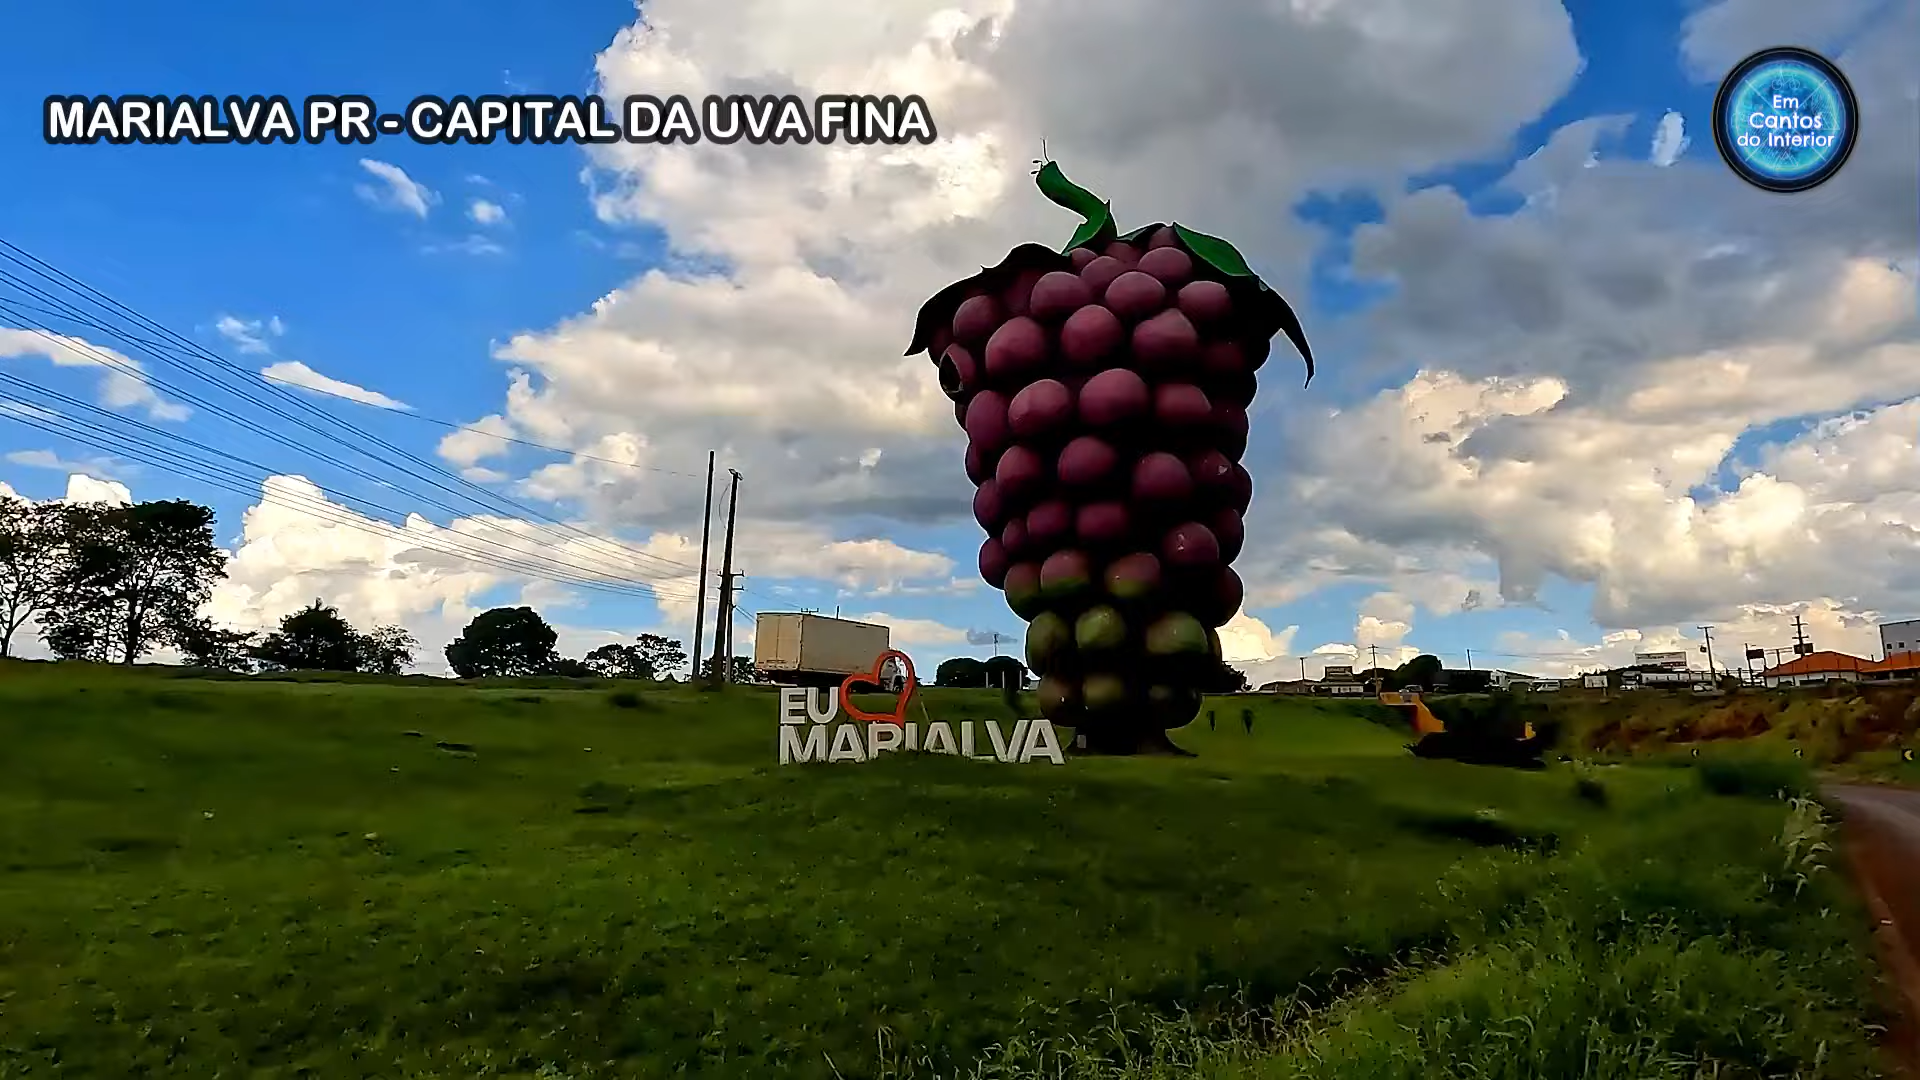 MARIALVA PR - CAPITAL DA UVA FINA
Em
Cantos
do Interior
EU
MARIALVA